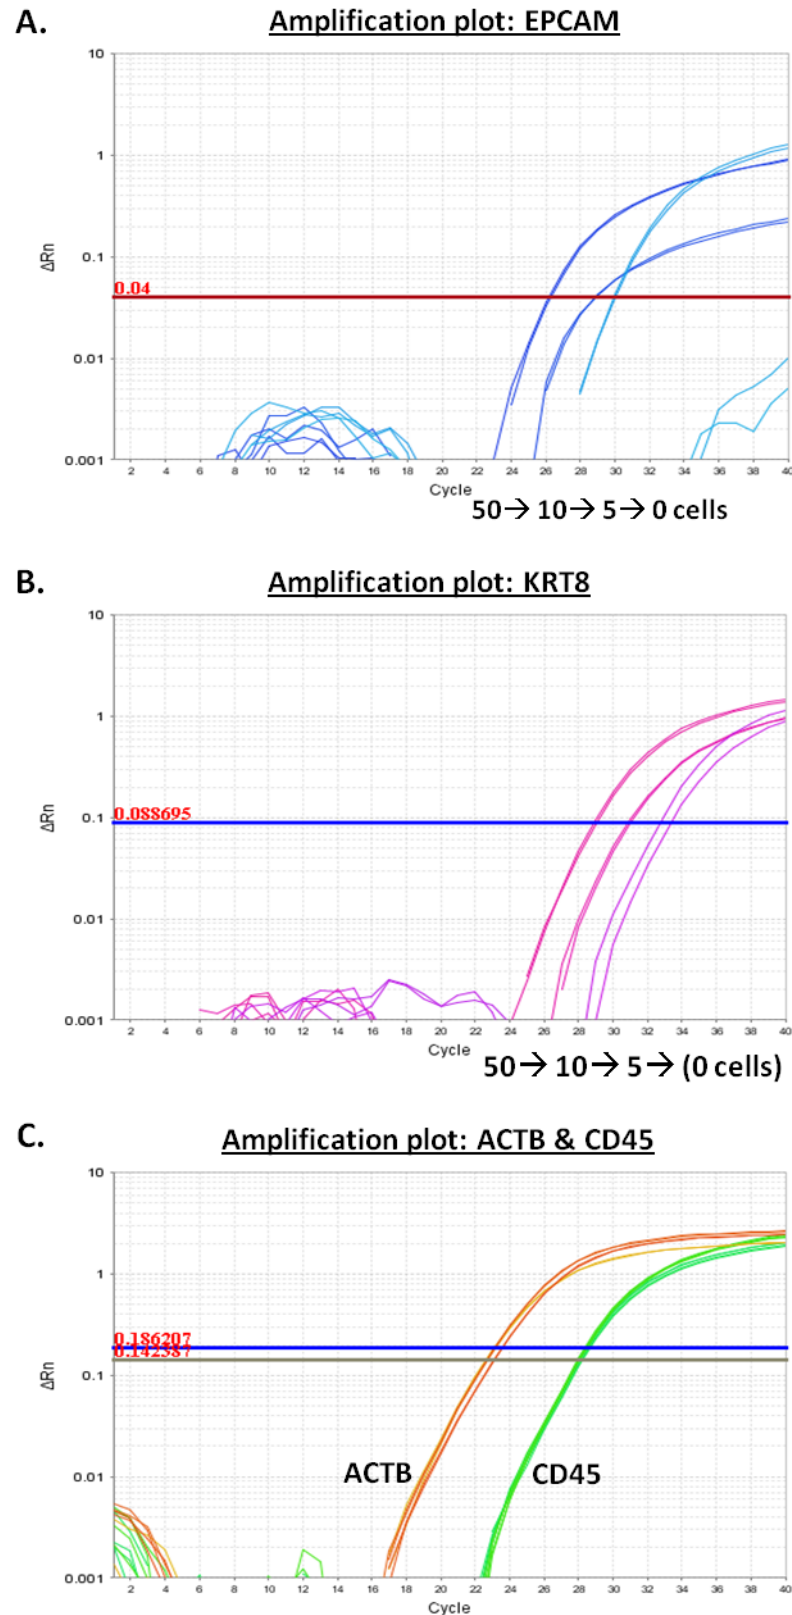 A.
Amplification plot: EPCAM
10
1
0.1
0.04
0.01
0.001
ΔRn
2 4 6 8 10 12 14 16 18 20 22 24 26 28 30 32 34 36 38 40
Cycle
50→ 10→ 5→ 0 cells
B.
Amplification plot: KRT8
10
1
0.1
0.088695
0.01
0.001
ΔRn
2 4 6 8 10 12 14 16 18 20 22 24 26 28 30 32 34 36 38 40
Cycle
50→ 10→ 5→ (0 cells)
C.
Amplification plot: ACTB & CD45
10
1
0.186207
0.142387
0.1
0.01
0.001
ΔRn
ACTB
CD45
2 4 6 8 10 12 14 16 18 20 22 24 26 28 30 32 34 36 38 40
Cycle